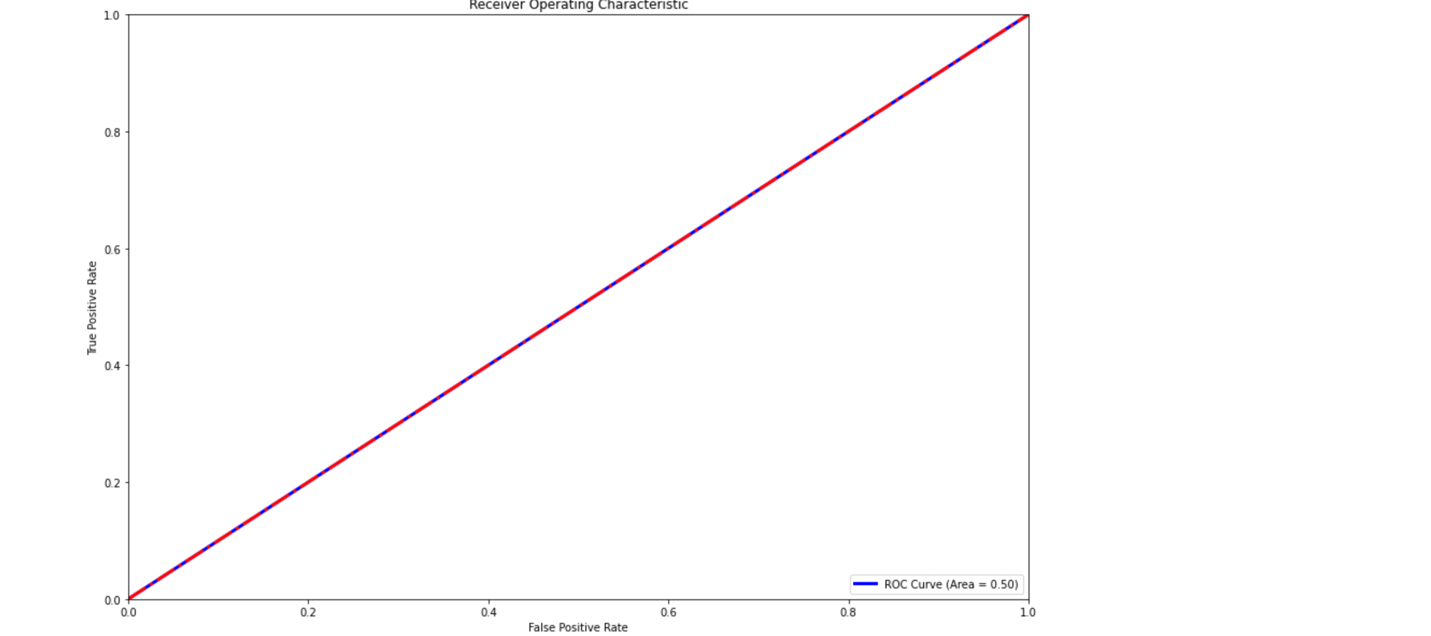 Receiver Operating Characteristic
1.0
0.8
0.6
0.4
0.2
0.0
True Positive Rate
ROC Curve (Area = 0.50)
0.0 0.2 0.4 0.6 0.8 1.0
False Positive Rate